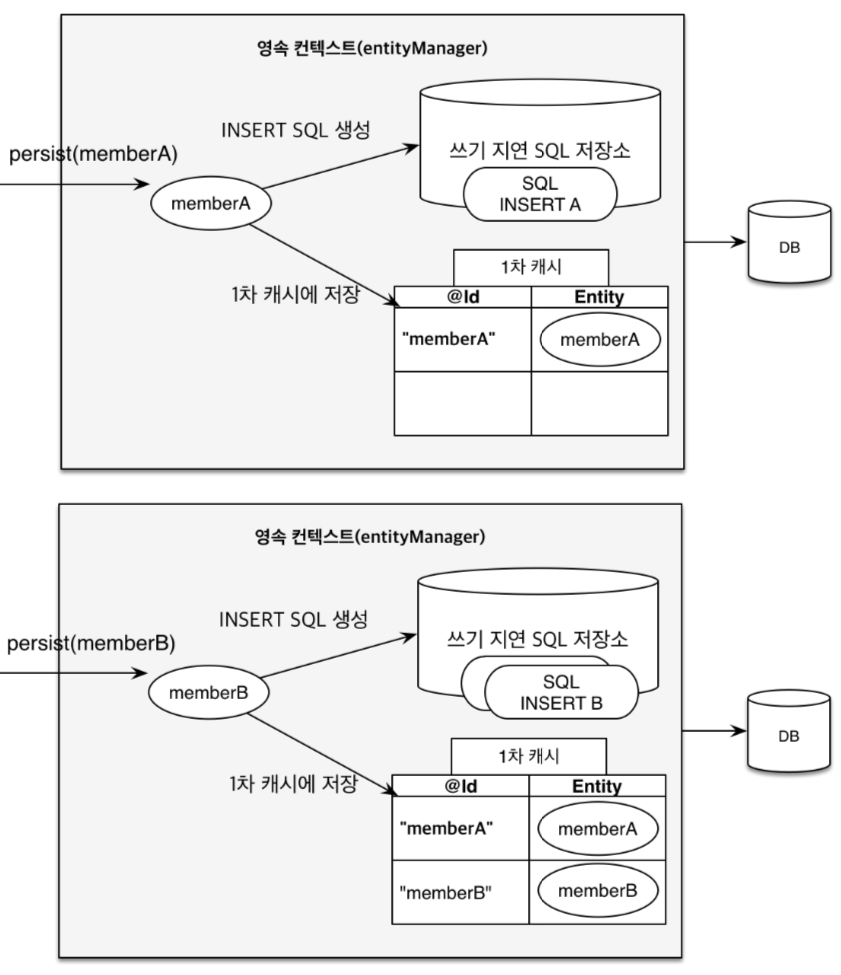 영속 컨텍스트(entityManager)
INSERT SQL 생성
persist(memberA)
쓰기 지연 SQL 저장소
SQL
INSERT A
memberA
DB
1차 캐시
1차 캐시에 저장
@Id
Entity
"memberA"
memberA
영속 컨텍스트(entityManager)
INSERT SQL 생성
persist(memberB)
쓰기 지연 SQL 저장소
SQL
INSERT B
memberB
DB
1차 캐시
1차 캐시에 저장
@Id
Entity
"memberA"
memberA
"memberB"
memberB